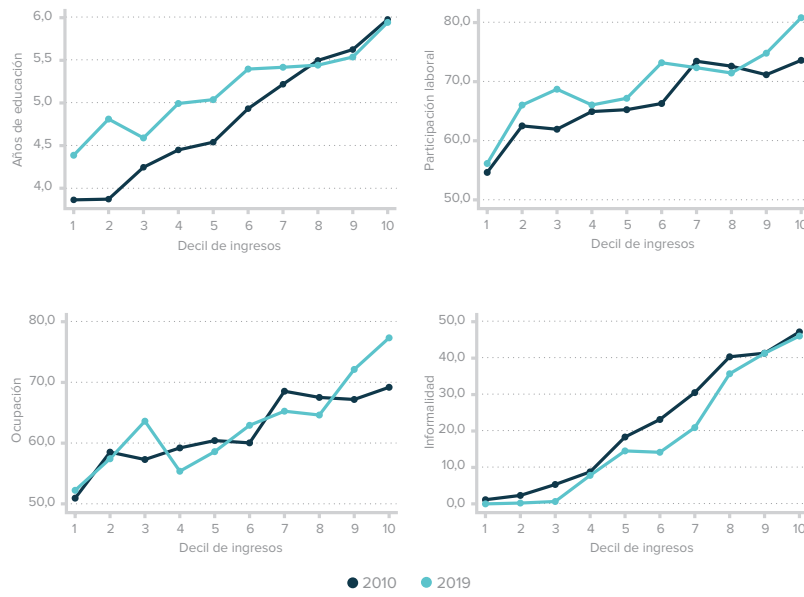 Años de educación
6,0
5,5
5,0
4,5
4,0
1 2 3 4 5 6 7 8 9 10
Decil de ingresos
Participación laboral
80,0
70,0
60,0
50,0
1 2 3 4 5 6 7 8 9 10
Decil de ingresos
Ocupación
80,0
70,0
60,0
50,0
1 2 3 4 5 6 7 8 9 10
Decil de ingresos
Informalidad
50,0
40,0
30,0
20,0
10,0
0,0
1 2 3 4 5 6 7 8 9 10
Decil de ingresos
2010 2019